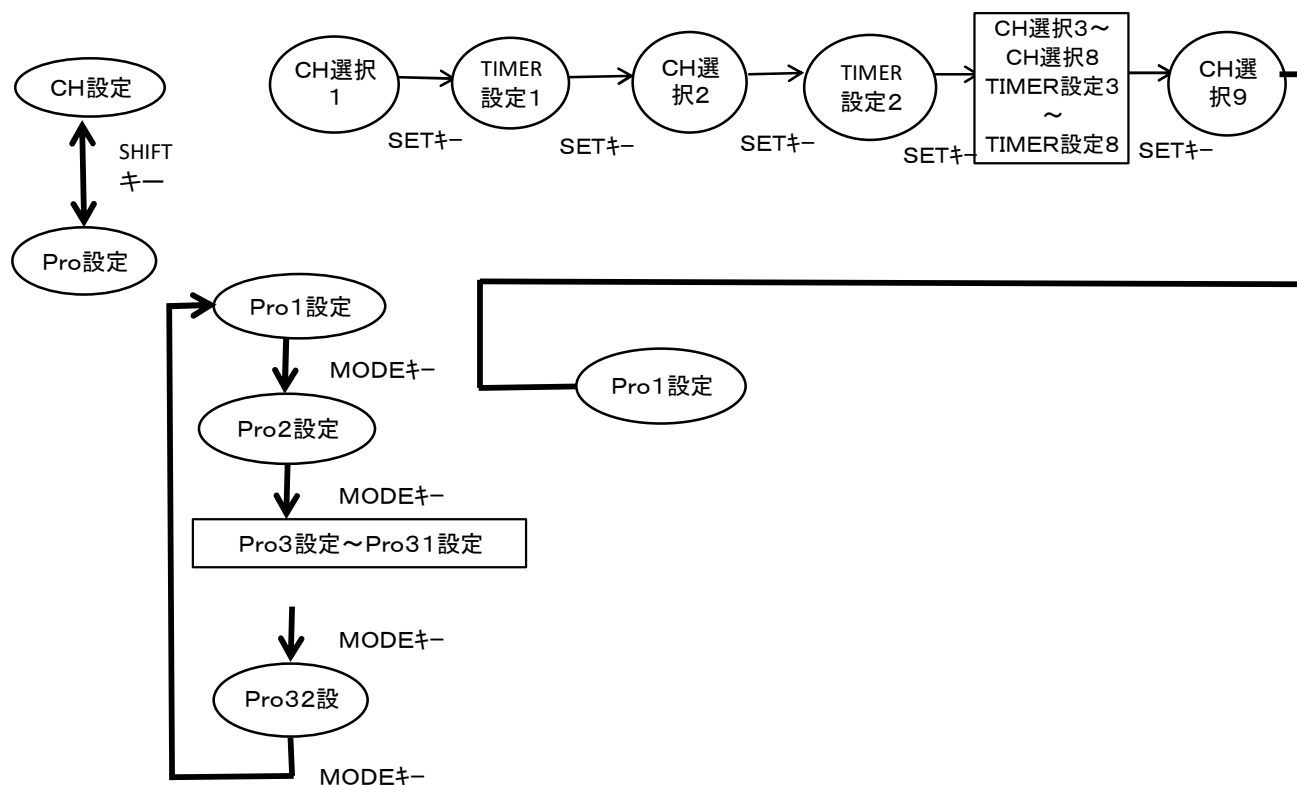 CH設定
SHIFT
キー
Pro設定
CH選択
1
SETｷｰ
TIMER
設定1
SETｷｰ
CH選
択2
SETｷｰ
TIMER
設定2
SETｷｰ
CH選択3～
CH選択8
TIMER設定3
～
TIMER設定8
SETｷｰ
CH選
択9
Pro1設定
MODEｷｰ
Pro2設定
MODEｷｰ
Pro3設定～Pro31設定
MODEｷｰ
Pro32設
MODEｷｰ
Pro1設定